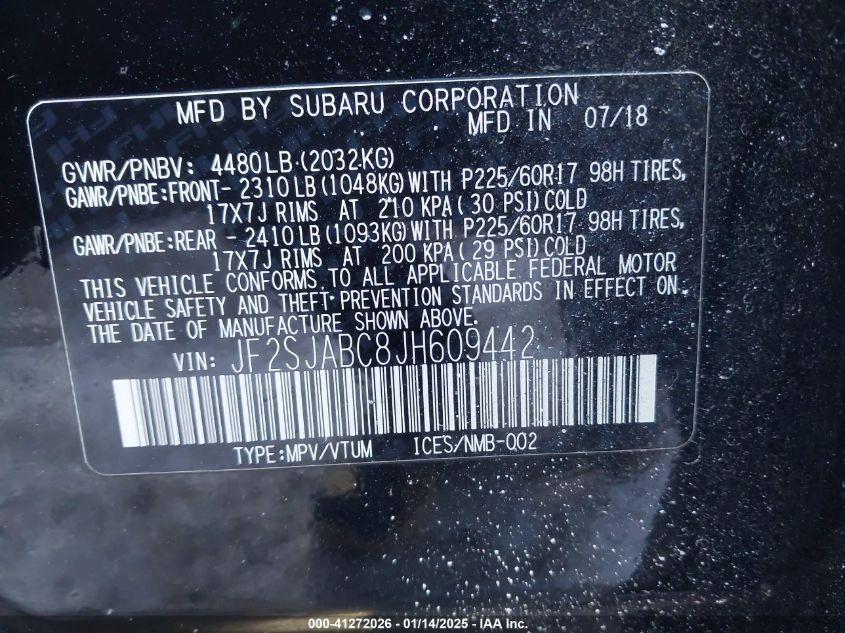 MFD BY SUBARU CORPORATION
MFD IN 07/18
GVWR/PNBV: 4480LB (2032KG)
GAWR/PNBE:FRONT- 2310LB(1048KG)WITH P225/60R17 98H TIRES,
17X7J RIMS AT 210 KPA(30 PSI)COLD
GAWR/PNBE:REAR - 2410LB(1093KG)WITH P225/60R17 98H TIRES,
17X7J RIMS AT 200 KPA(29 PSI)COLD
THIS VEHICLE CONFORMS TO ALL APPLICABLE FEDERAL MOTOR
VEHICLE SAFETY AND THEFT PREVENTION STANDARDS IN EFFECT ON
THE DATE OF MANUFACTURE SHOWN ABOVE.
VIN: JF2SJABC8JH609442
TYPE:MPV/VTUM ICES/NMB-002
000-41272026 - 01/14/2025 - IAAI.COM